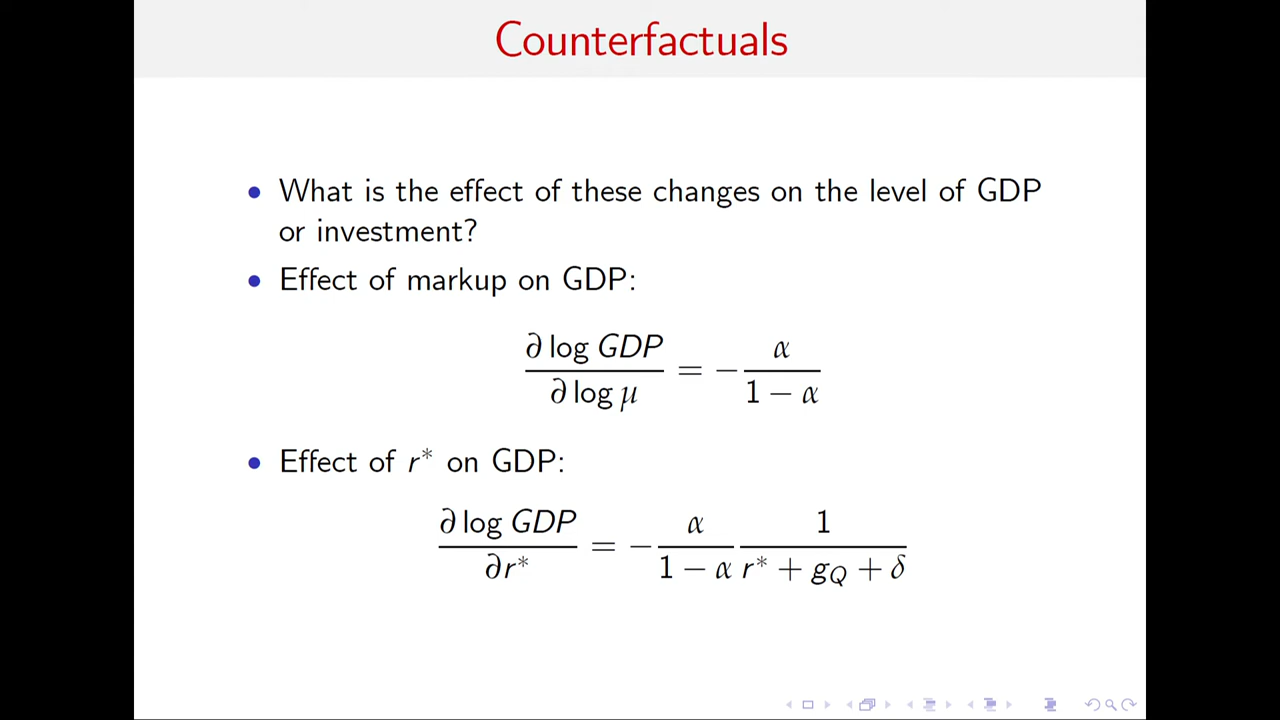 Counterfactuals
• What is the effect of these changes on the level of GDP
or investment?
• Effect of markup on GDP:
∂ log GDP / ∂ log μ = − α / (1 − α)
• Effect of r* on GDP:
∂ log GDP / ∂r* = − α / (1 − α) 1 / (r* + g_Q + δ)